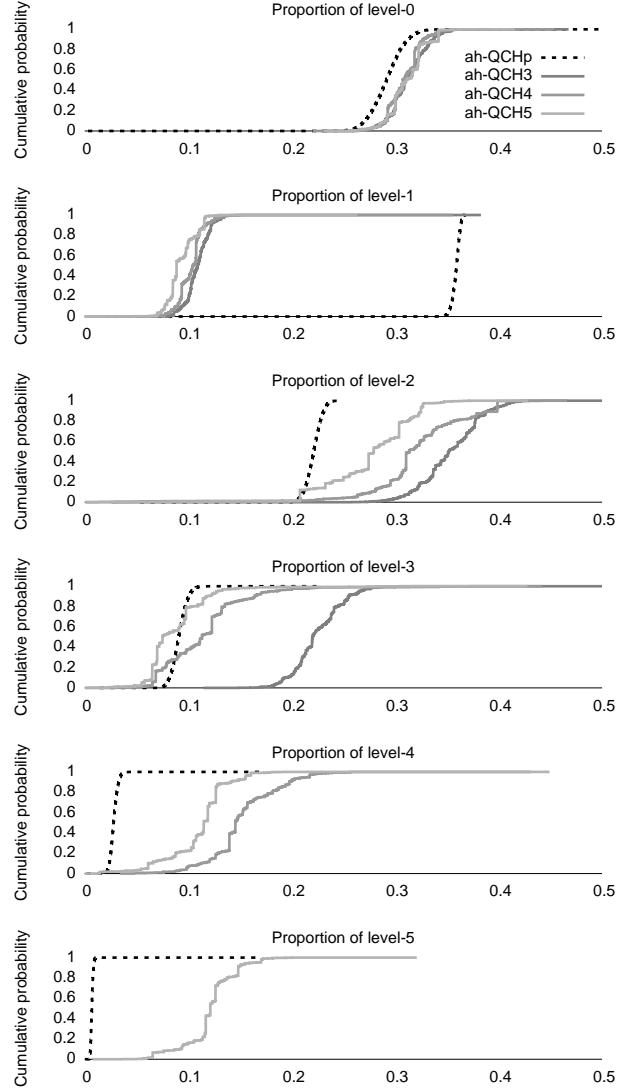 Proportion of level-0
Cumulative probability
1
0.8
0.6
0.4
0.2
0
ah-QCHp
ah-QCH3
ah-QCH4
ah-QCH5
0 0.1 0.2 0.3 0.4 0.5
Proportion of level-1
Cumulative probability
1
0.8
0.6
0.4
0.2
0
0 0.1 0.2 0.3 0.4 0.5
Proportion of level-2
Cumulative probability
1
0.8
0.6
0.4
0.2
0
0 0.1 0.2 0.3 0.4 0.5
Proportion of level-3
Cumulative probability
1
0.8
0.6
0.4
0.2
0
0 0.1 0.2 0.3 0.4 0.5
Proportion of level-4
Cumulative probability
1
0.8
0.6
0.4
0.2
0
0 0.1 0.2 0.3 0.4 0.5
Proportion of level-5
Cumulative probability
1
0.8
0.6
0.4
0.2
0
0 0.1 0.2 0.3 0.4 0.5